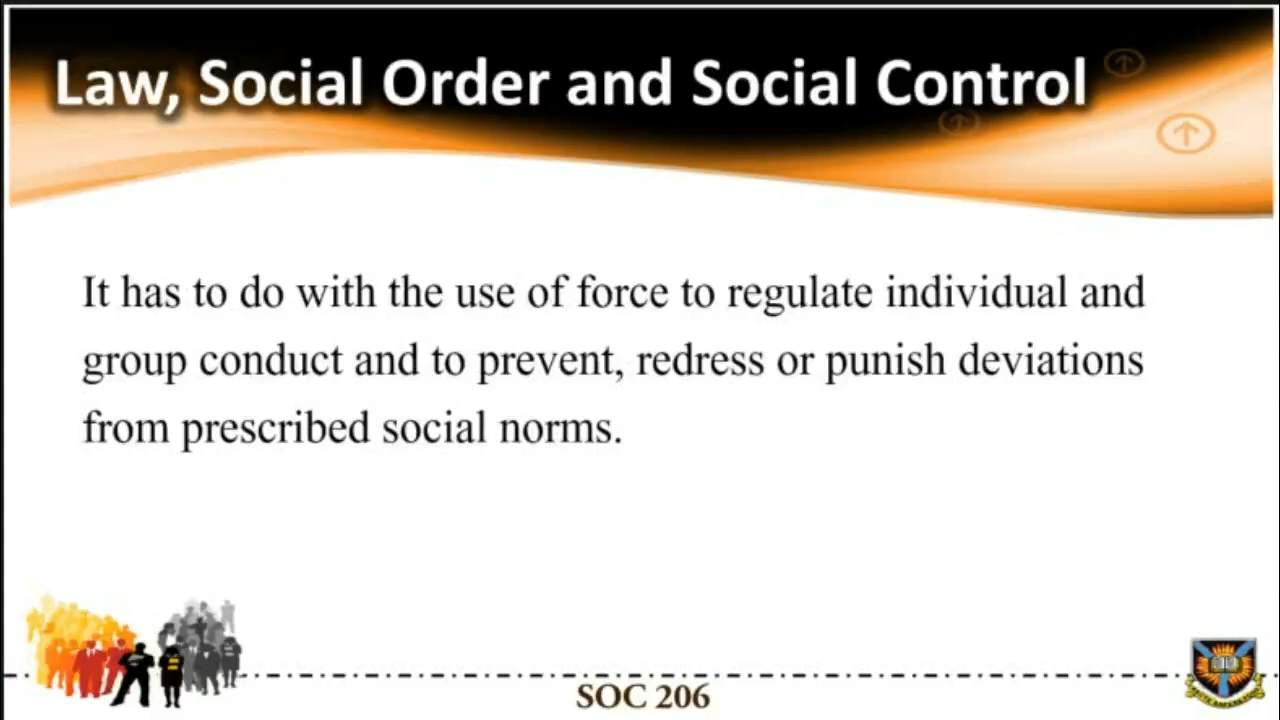 Law, Social Order and Social Control
It has to do with the use of force to regulate individual and
group conduct and to prevent, redress or punish deviations
from prescribed social norms.
SOC 206